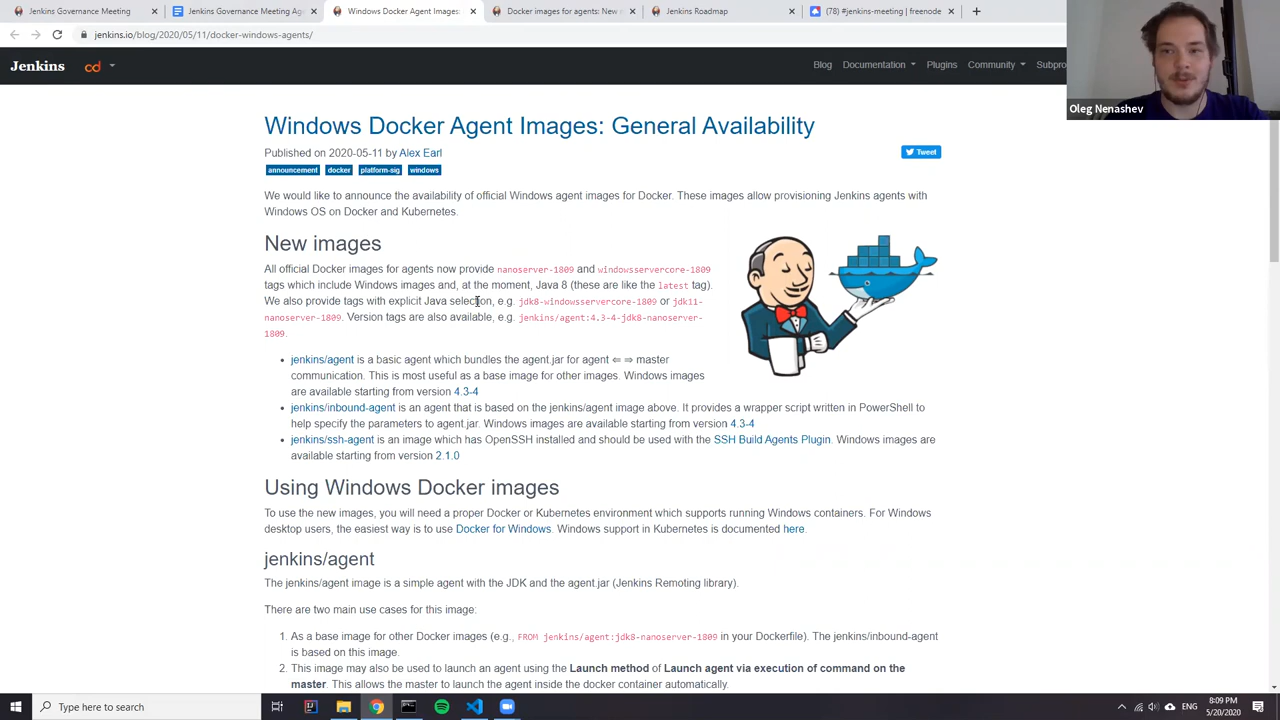 Jenkins Governance Meeting
Jenkins Governance Meeting Age
Windows Docker Agent Images:
Docker images for agents: New n
Jenkins Roadmap
(78) #jenkins-meeting | freenode
jenkins.io/blog/2020/05/11/docker-windows-agents/
Jenkins
cd
Blog
Documentation
Plugins
Community
Subpro
Oleg Nenashev
Windows Docker Agent Images: General Availability
Published on 2020-05-11 by Alex Earl
Tweet
announcement docker platform-sig windows
We would like to announce the availability of official Windows agent images for Docker. These images allow provisioning Jenkins agents with
Windows OS on Docker and Kubernetes.
New images
All official Docker images for agents now provide nanoserver-1809 and windowsservercore-1809
tags which include Windows images and, at the moment, Java 8 (these are like the latest tag).
We also provide tags with explicit Java selection, e.g. jdk8-windowsservercore-1809 or jdk11-
nanoserver-1809. Version tags are also available, e.g. jenkins/agent:4.3-4-jdk8-nanoserver-
1809.
• jenkins/agent is a basic agent which bundles the agent.jar for agent ⇐ ⇒ master
communication. This is most useful as a base image for other images. Windows images
are available starting from version 4.3-4
• jenkins/inbound-agent is an agent that is based on the jenkins/agent image above. It provides a wrapper script written in PowerShell to
help specify the parameters to agent.jar. Windows images are available starting from version 4.3-4
• jenkins/ssh-agent is an image which has OpenSSH installed and should be used with the SSH Build Agents Plugin. Windows images are
available starting from version 2.1.0
Using Windows Docker images
To use the new images, you will need a proper Docker or Kubernetes environment which supports running Windows containers. For Windows
desktop users, the easiest way is to use Docker for Windows. Windows support in Kubernetes is documented here.
jenkins/agent
The jenkins/agent image is a simple agent with the JDK and the agent.jar (Jenkins Remoting library).
There are two main use cases for this image:
1. As a base image for other Docker images (e.g., FROM jenkins/agent:jdk8-nanoserver-1809 in your Dockerfile). The jenkins/inbound-agent
is based on this image.
2. This image may also be used to launch an agent using the Launch method of Launch agent via execution of command on the
master. This allows the master to launch the agent inside the docker container automatically.
Type here to search
8:09 PM
5/20/2020